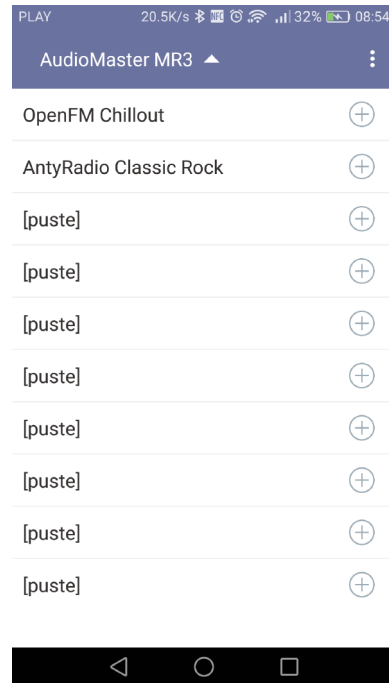 PLAY 20.5K/s NFC 32% 08:54
AudioMaster MR3
OpenFM Chillout
AntyRadio Classic Rock
[puste]
[puste]
[puste]
[puste]
[puste]
[puste]
[puste]
[puste]